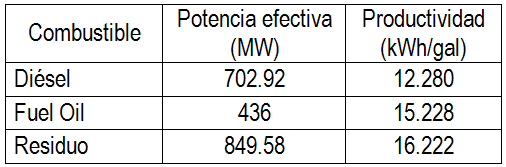 Combustible Potencia efectiva (MW) Productividad (kWh/gal)
Diésel 702.92 12.280
Fuel Oil 436 15.228
Residuo 849.58 16.222